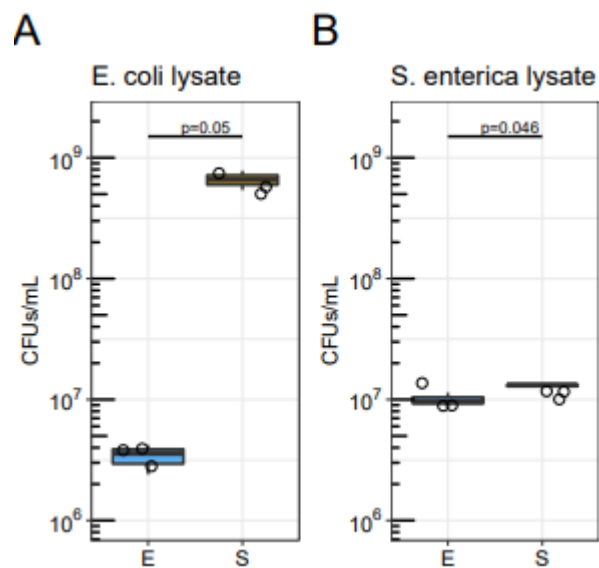 A
E. coli lysate
CFUs/mL
10⁹
10⁸
10⁷
10⁶
p=0.05
E S
B
S. enterica lysate
CFUs/mL
10⁹
10⁸
10⁷
10⁶
p=0.046
E S